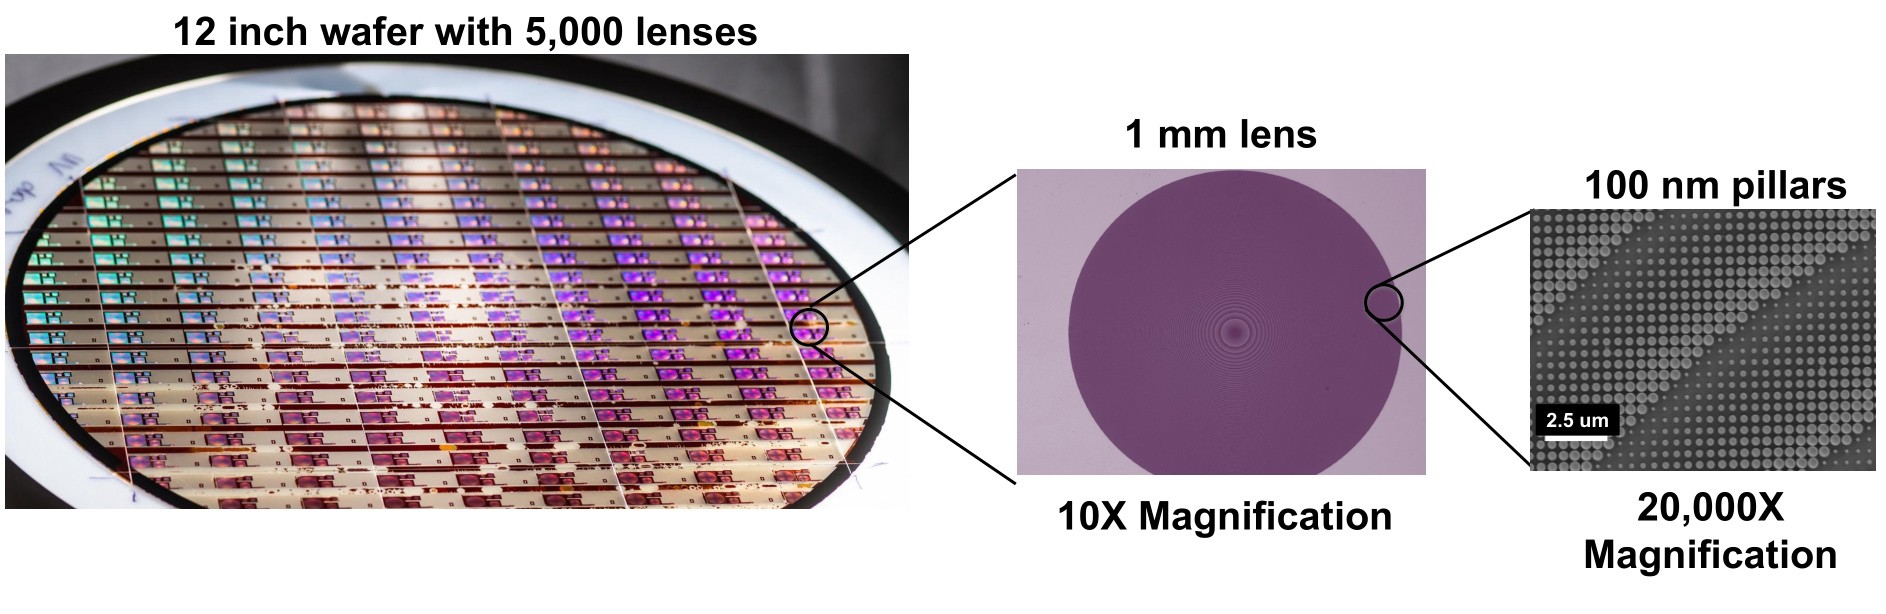 12 inch wafer with 5,000 lenses
1 mm lens
100 nm pillars
2.5 um
10X Magnification
20,000X
Magnification